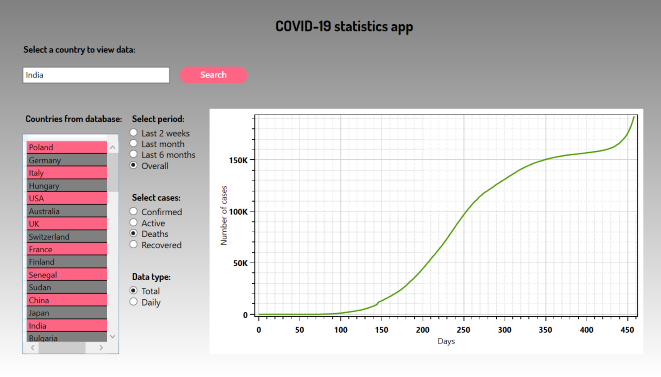 COVID-19 statistics app
Select a country to view data:
India
Search
Countries from database:
Poland
Germany
Italy
Hungary
USA
Australia
UK
Switzerland
France
Finland
Senegal
Sudan
China
Japan
India
Bulgaria
Select period:
Last 2 weeks
Last month
Last 6 months
Overall
Select cases:
Confirmed
Active
Deaths
Recovered
Data type:
Total
Daily
Number of cases
150K
100K
50K
0
0 50 100 150 200 250 300 350 400 450
Days